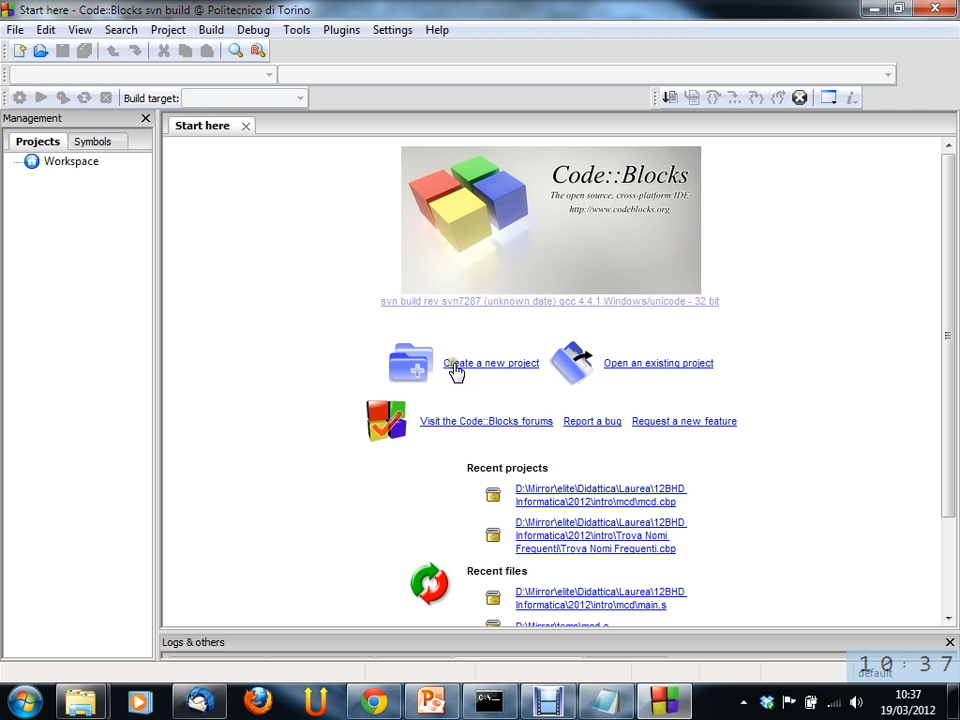 Start here - Code::Blocks svn build @ Politecnico di Torino
File Edit View Search Project Build Debug Tools Plugins Settings Help
Build target:
Management
Projects Symbols
Workspace
Start here
Code::Blocks
The open source, cross-platform IDE
http://www.codeblocks.org
svn build rev svn7287 (unknown date) gcc 4.4.1 Windows/unicode - 32 bit
Create a new project Open an existing project
Visit the Code::Blocks forums Report a bug Request a new feature
Recent projects
D:\Mirror\elite\Didattica\Laurea\12BHD
Informatica\2012\intro\mcd\mcd.cbp
D:\Mirror\elite\Didattica\Laurea\12BHD
Informatica\2012\intro\Trova Nomi
Frequenti\Trova Nomi Frequenti.cbp
Recent files
D:\Mirror\elite\Didattica\Laurea\12BHD
Informatica\2012\intro\mcd\main.s
Logs & others
10:37
default
10:37
19/03/2012